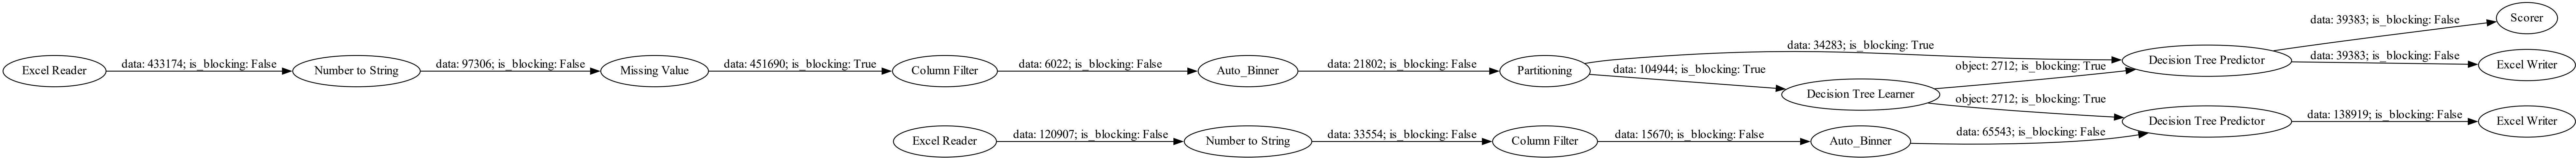 Excel Reader
data: 433174; is_blocking: False
Number to String
data: 97306; is_blocking: False
Missing Value
data: 451690; is_blocking: True
Column Filter
data: 6022; is_blocking: False
Auto_Binner
data: 21802; is_blocking: False
Partitioning
data: 34283; is_blocking: True
data: 104944; is_blocking: True
Decision Tree Learner
object: 2712; is_blocking: True
object: 2712; is_blocking: True
Decision Tree Predictor
data: 39383; is_blocking: False
Scorer
data: 39383; is_blocking: False
Excel Writer
Excel Reader
data: 120907; is_blocking: False
Number to String
data: 33554; is_blocking: False
Column Filter
data: 15670; is_blocking: False
Auto_Binner
data: 65543; is_blocking: False
Decision Tree Predictor
data: 138919; is_blocking: False
Excel Writer